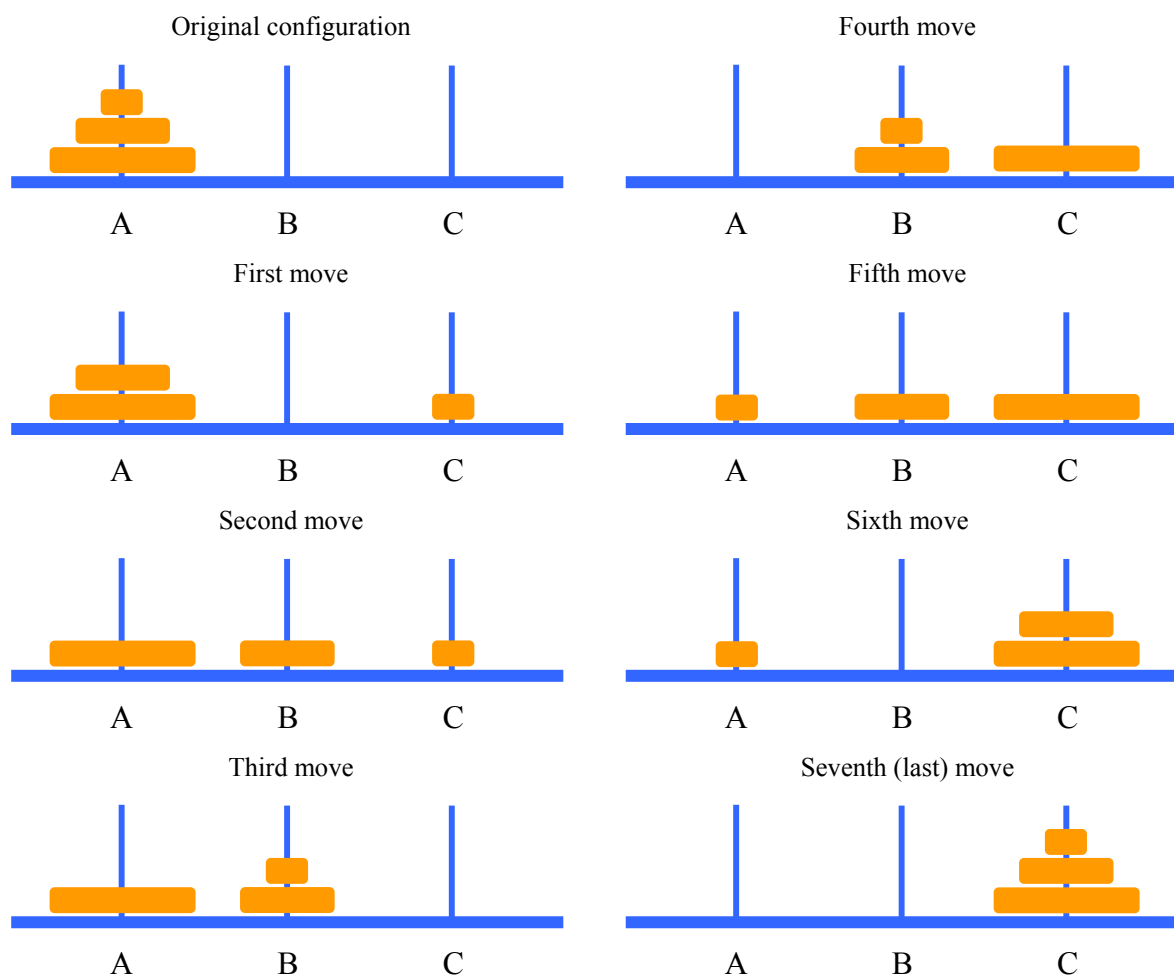 Original configuration
A B C
First move
A B C
Second move
A B C
Third move
A B C
Fourth move
A B C
Fifth move
A B C
Sixth move
A B C
Seventh (last) move
A B C